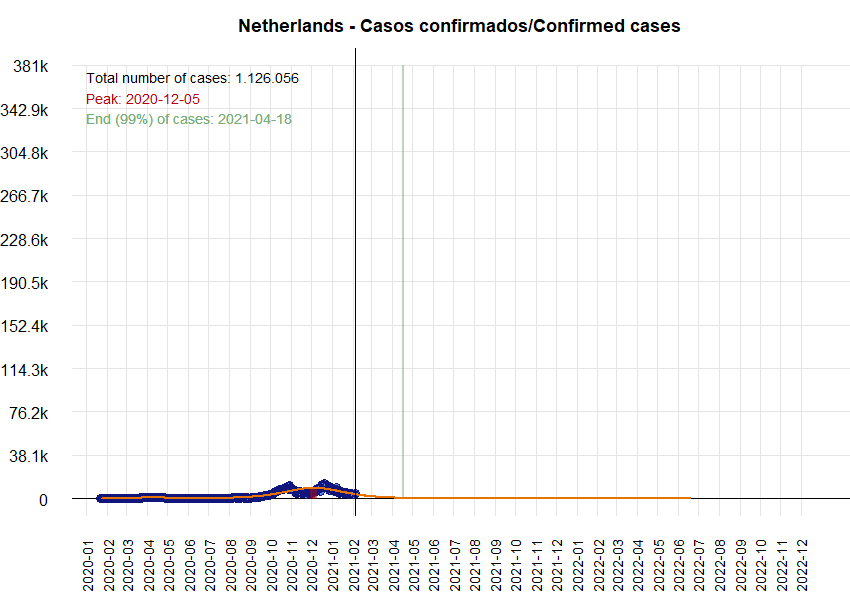 Netherlands - Casos confirmados/Confirmed cases
Total number of cases: 1.126.056
Peak: 2020-12-05
End (99%) of cases: 2021-04-18
381k
342.9k
304.8k
266.7k
228.6k
190.5k
152.4k
114.3k
76.2k
38.1k
0
2020-01
2020-02
2020-03
2020-04
2020-05
2020-06
2020-07
2020-08
2020-09
2020-10
2020-11
2020-12
2021-01
2021-02
2021-03
2021-04
2021-05
2021-06
2021-07
2021-08
2021-09
2021-10
2021-11
2021-12
2022-01
2022-02
2022-03
2022-04
2022-05
2022-06
2022-07
2022-08
2022-09
2022-10
2022-11
2022-12